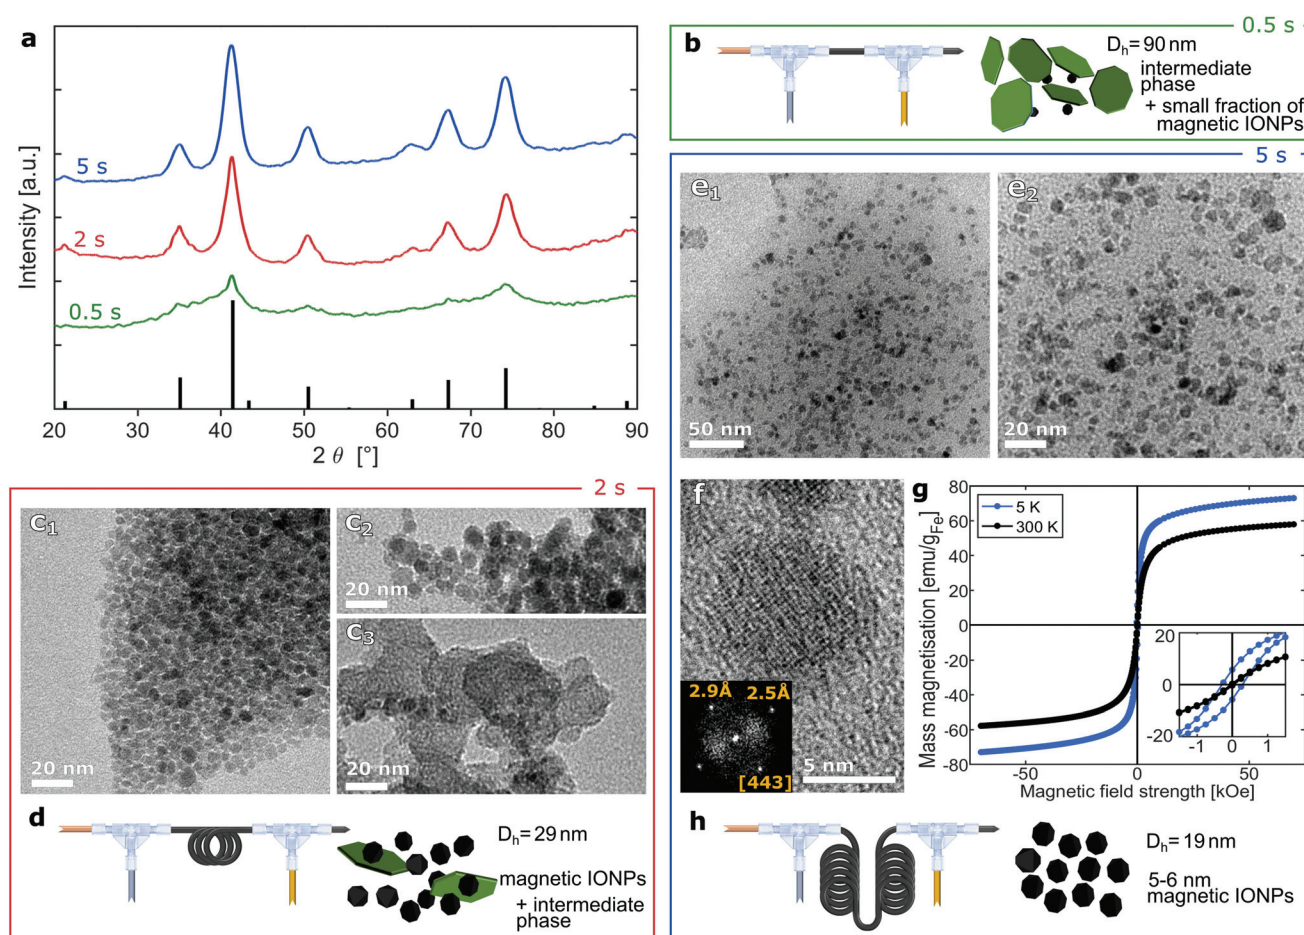 a
Intensity [a.u.]
5 s
2 s
0.5 s
20 30 40 50 60 70 80 90
2 θ [°]
0.5 s
b
Dh= 90 nm
intermediate
phase
+ small fraction of
magnetic IONPs
5 s
e1
50 nm
e2
20 nm
2 s
c1
20 nm
c2
20 nm
c3
20 nm
d
Dh= 29 nm
magnetic IONPs
+ intermediate
phase
f
2.9Å 2.5Å
[443]
5 nm
g
Mass magnetisation [emu/gFe]
80
60
40
20
0
-20
-40
-60
-80
5 K
300 K
20
0
-20
-1 0 1
-50 0 50
Magnetic field strength [kOe]
h
Dh= 19 nm
5-6 nm
magnetic IONPs